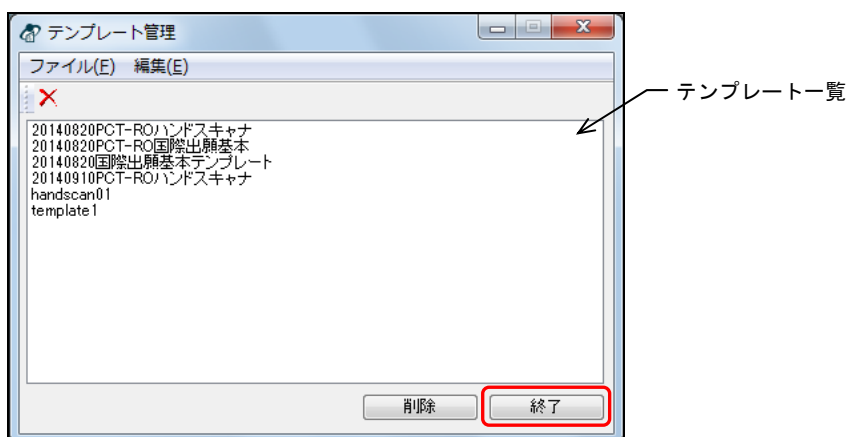 テンプレート管理
ファイル(F) 編集(E)
テンプレート一覧
20140820PCT-ROハンドスキャナ
20140820PCT-RO国際出願基本
20140820国際出願基本テンプレート
20140910PCT-ROハンドスキャナ
handscan01
template1
削除 終了